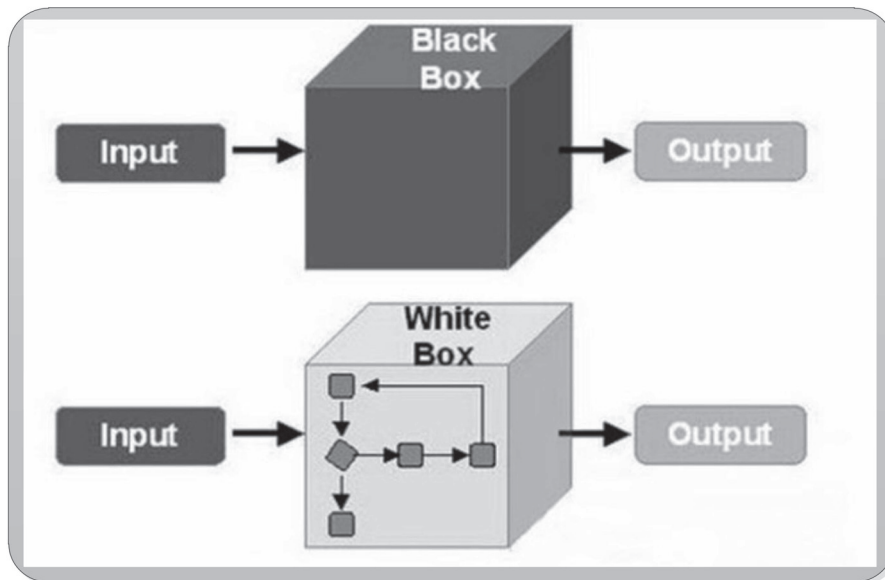 Black
Box
Input
Output
White
Box
Input
Output